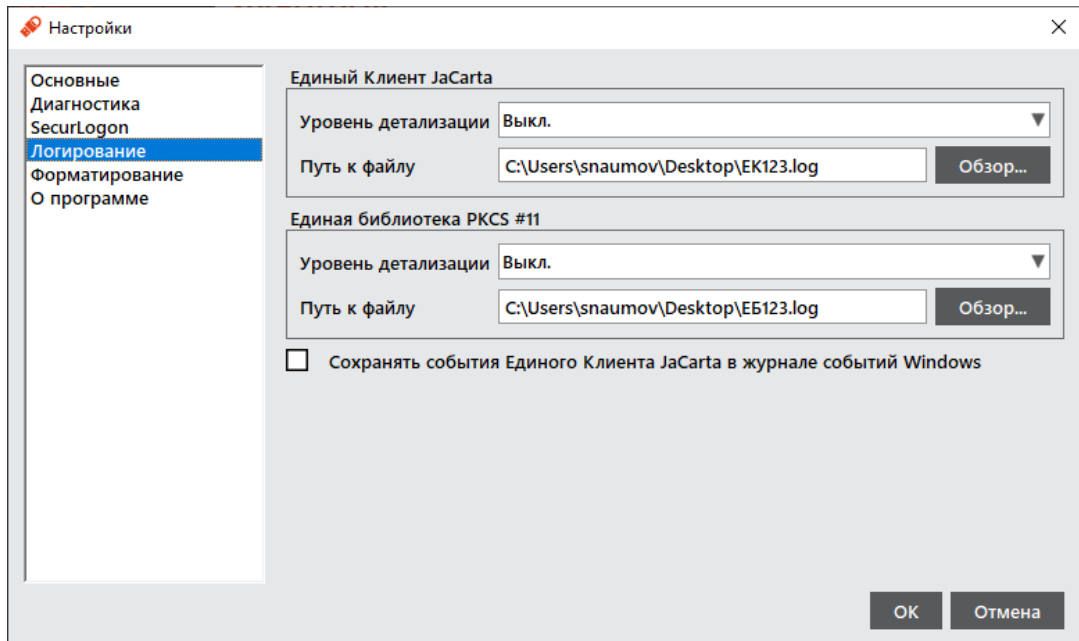 Настройки
Основные
Диагностика
SecurLogon
Логирование
Форматирование
О программе
Единый Клиент JaCarta
Уровень детализации Выкл.
Путь к файлу C:\Users\snaumov\Desktop\ЕК123.log Обзор...
Единая библиотека PKCS #11
Уровень детализации Выкл.
Путь к файлу C:\Users\snaumov\Desktop\ЕБ123.log Обзор...
Сохранять события Единого Клиента JaCarta в журнале событий Windows
ОК Отмена